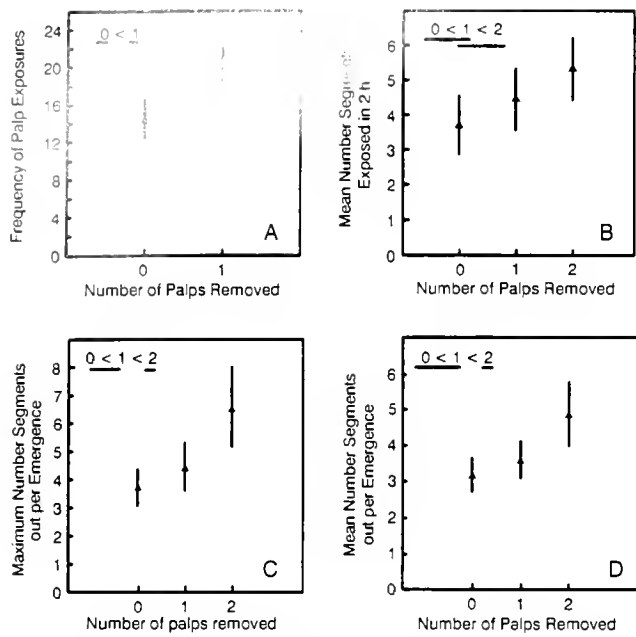 Frequency of Palp Exposures
24
20
16
12
8
4
0
0 < 1
A
0 1
Number of Palps Removed
Mean Number Segments
Exposed in 2 h
6
5
4
3
2
1
0
0 < 1 < 2
B
0 1 2
Number of Palps Removed
Maximum Number Segments
out per Emergence
8
7
6
5
4
3
2
1
0
0 < 1 < 2
C
0 1 2
Number of palps removed
Mean Number Segments
out per Emergence
6
5
4
3
2
1
0
0 < 1 < 2
D
0 1 2
Number of Palps Removed